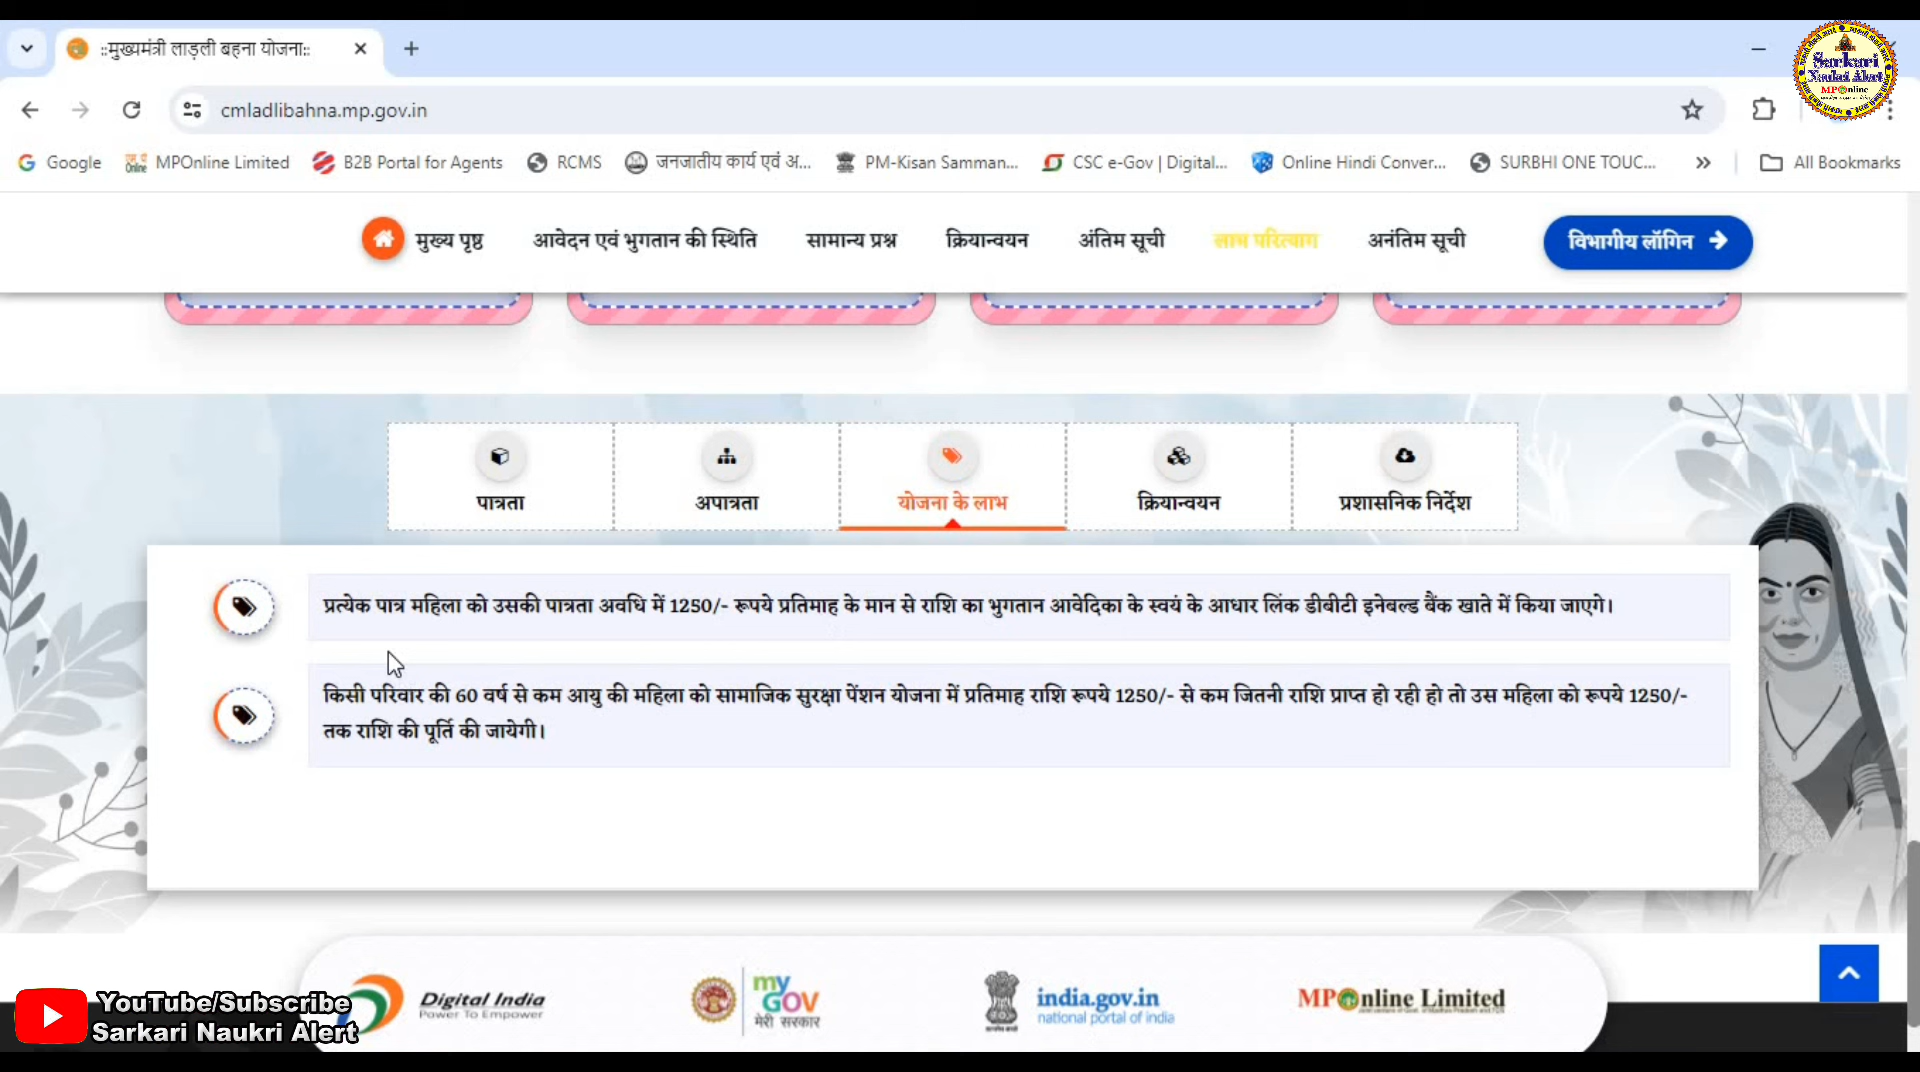 ::मुख्यमंत्री लाड़ली बहना योजना::
Sarkari
Naukri Alert
MPOnline
cmladlibahna.mp.gov.in
Google
MPOnline Limited
B2B Portal for Agents
RCMS
जनजातीय कार्य एवं अ...
PM-Kisan Samman...
CSC e-Gov | Digital...
Online Hindi Conver...
SURBHI ONE TOUC...
All Bookmarks
मुख्य पृष्ठ
आवेदन एवं भुगतान की स्थिति
सामान्य प्रश्न
क्रियान्वयन
अंतिम सूची
लाभ परित्याग
अनंतिम सूची
विभागीय लॉगिन
पात्रता
अपात्रता
योजना के लाभ
क्रियान्वयन
प्रशासनिक निर्देश
प्रत्येक पात्र महिला को उसकी पात्रता अवधि में 1250/- रूपये प्रतिमाह के मान से राशि का भुगतान आवेदिका के स्वयं के आधार लिंक डीबीटी इनेबल्ड बैंक खाते में किया जाएगे।
किसी परिवार की 60 वर्ष से कम आयु की महिला को सामाजिक सुरक्षा पेंशन योजना में प्रतिमाह राशि रूपये 1250/- से कम जितनी राशि प्राप्त हो रही हो तो उस महिला को रूपये 1250/-
तक राशि की पूर्ति की जायेगी।
Digital India
Power To Empower
my
GOV
मेरी सरकार
india.gov.in
national portal of india
MPOnline Limited
YouTube/Subscribe
Sarkari Naukri Alert